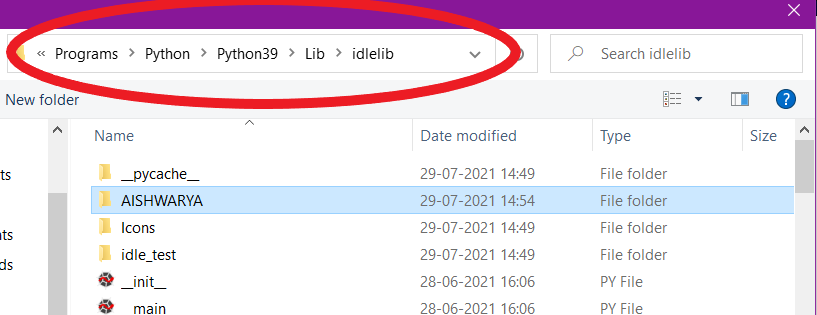 « Programs > Python > Python39 > Lib > idlelib Search idlelib
New folder ?
Name Date modified Type Size
__pycache__ 29-07-2021 14:49 File folder
ts AISHWARYA 29-07-2021 14:54 File folder
Icons 29-07-2021 14:49 File folder
nts idle_test 29-07-2021 14:49 File folder
ds __init__ 28-06-2021 16:06 PY File
__main__ 28-06-2021 16:06 PY File